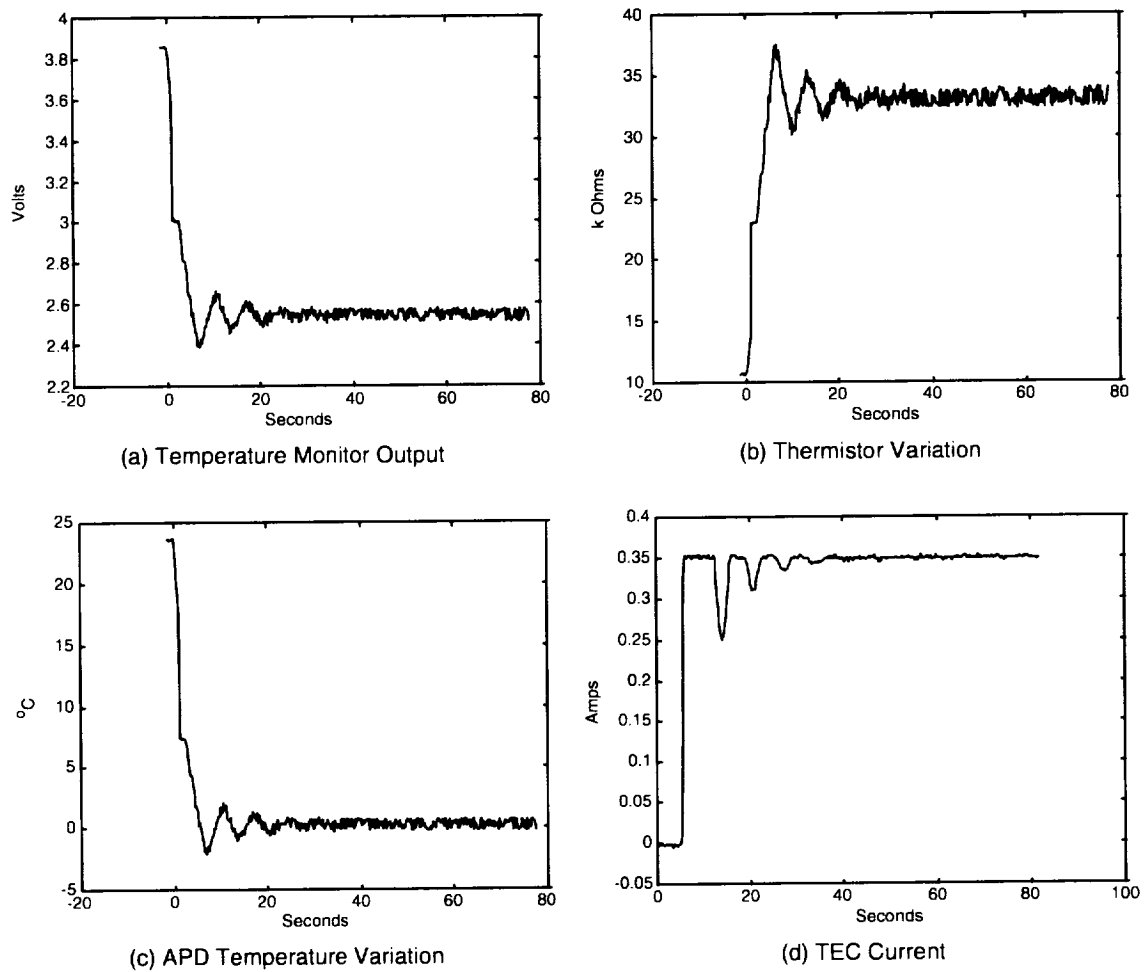 3.8
3.6
3.4
3.2
3
2.8
2.6
2.4
2.2
Volts
-20 0 20 40 60 80
Seconds
(a) Temperature Monitor Output
40
35
30
25
20
15
10
k Ohms
-20 0 20 40 60 80
Seconds
(b) Thermistor Variation
25
20
15
10
5
0
-5
oC
-20 0 20 40 60 80
Seconds
(c) APD Temperature Variation
0.4
0.35
0.3
0.25
0.2
0.15
0.1
0.05
0
-0.05
Amps
0 20 40 60 80 100
Seconds
(d) TEC Current